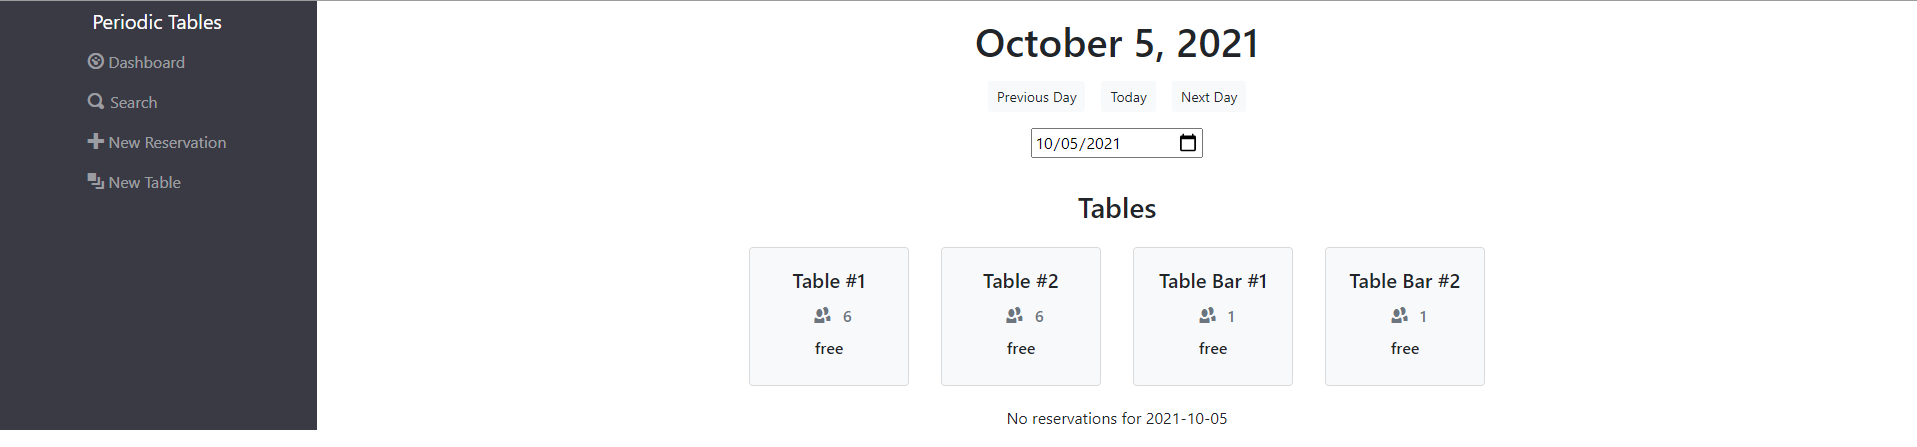 Periodic Tables
Dashboard
Search
New Reservation
New Table
October 5, 2021
Previous Day Today Next Day
10/05/2021
Tables
Table #1
6
free
Table #2
6
free
Table Bar #1
1
free
Table Bar #2
1
free
No reservations for 2021-10-05